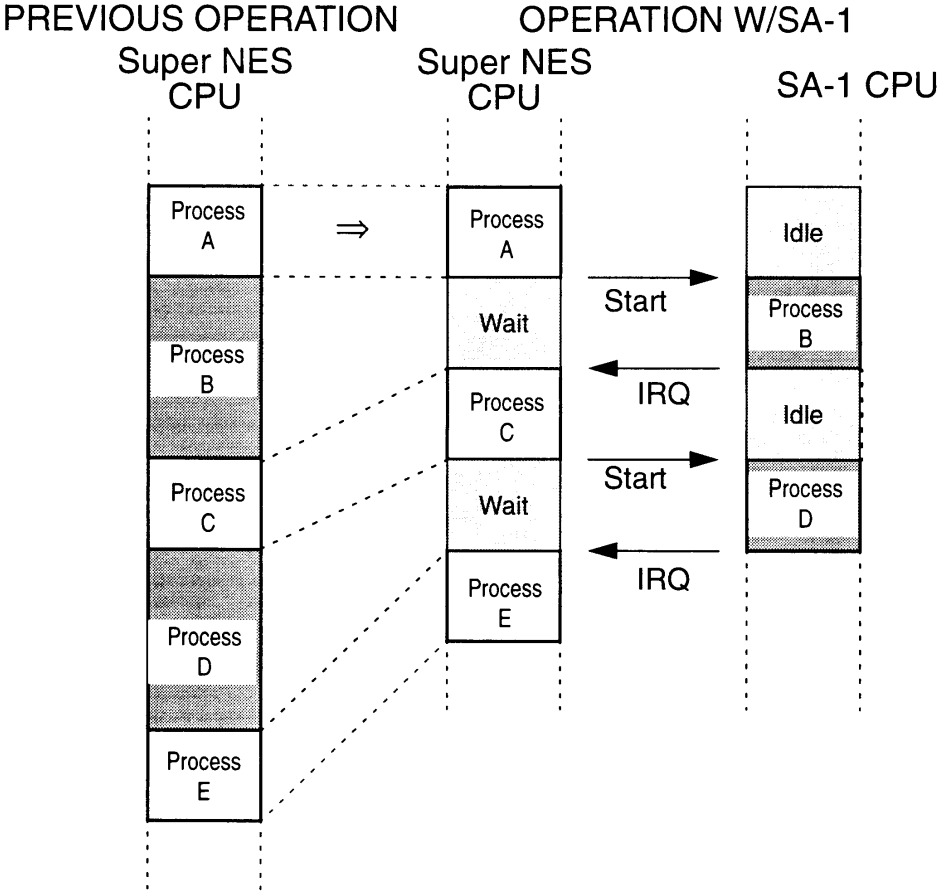 PREVIOUS OPERATION
OPERATION W/SA-1
Super NES
CPU
Super NES
CPU
SA-1 CPU
Process
A
Process
B
Process
C
Process
D
Process
E
⇒
Process
A
Wait
Process
C
Wait
Process
E
Start
IRQ
Start
IRQ
Idle
Process
B
Idle
Process
D